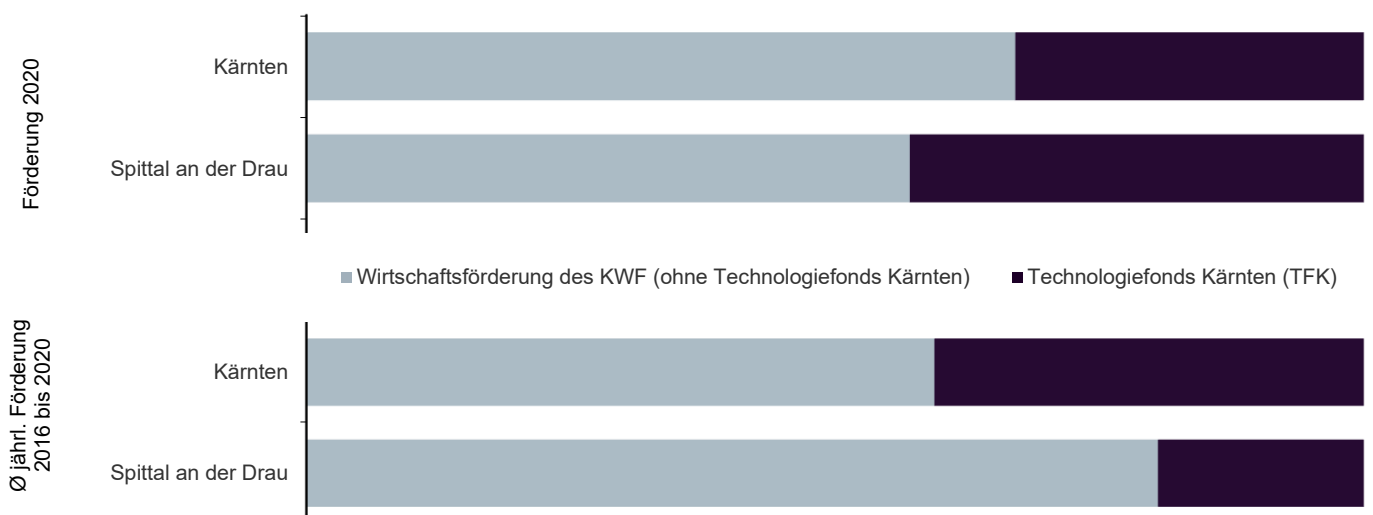 Förderung 2020
Kärnten
Spittal an der Drau
Wirtschaftsförderung des KWF (ohne Technologiefonds Kärnten)
Technologiefonds Kärnten (TFK)
Ø jährl. Förderung
2016 bis 2020
Kärnten
Spittal an der Drau